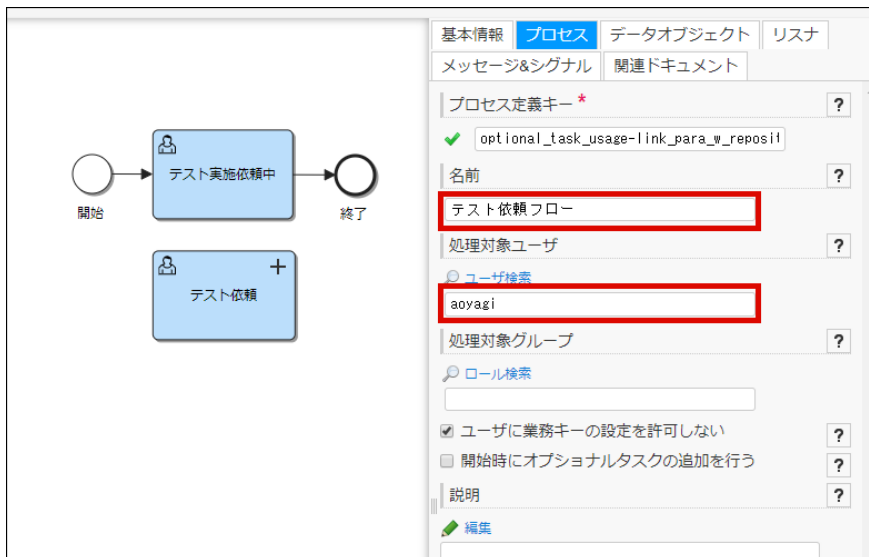 基本情報 プロセス データオブジェクト リスナ
メッセージ&シグナル 関連ドキュメント
プロセス定義キー *
?
optional_task_usage-link_para_w_reposit
名前
?
テスト依頼フロー
処理対象ユーザ
?
ユーザ検索
aoyagi
処理対象グループ
?
ロール検索
ユーザに業務キーの設定を許可しない
?
開始時にオプショナルタスクの追加を行う
?
説明
?
編集
開始
テスト実施依頼中
終了
テスト依頼